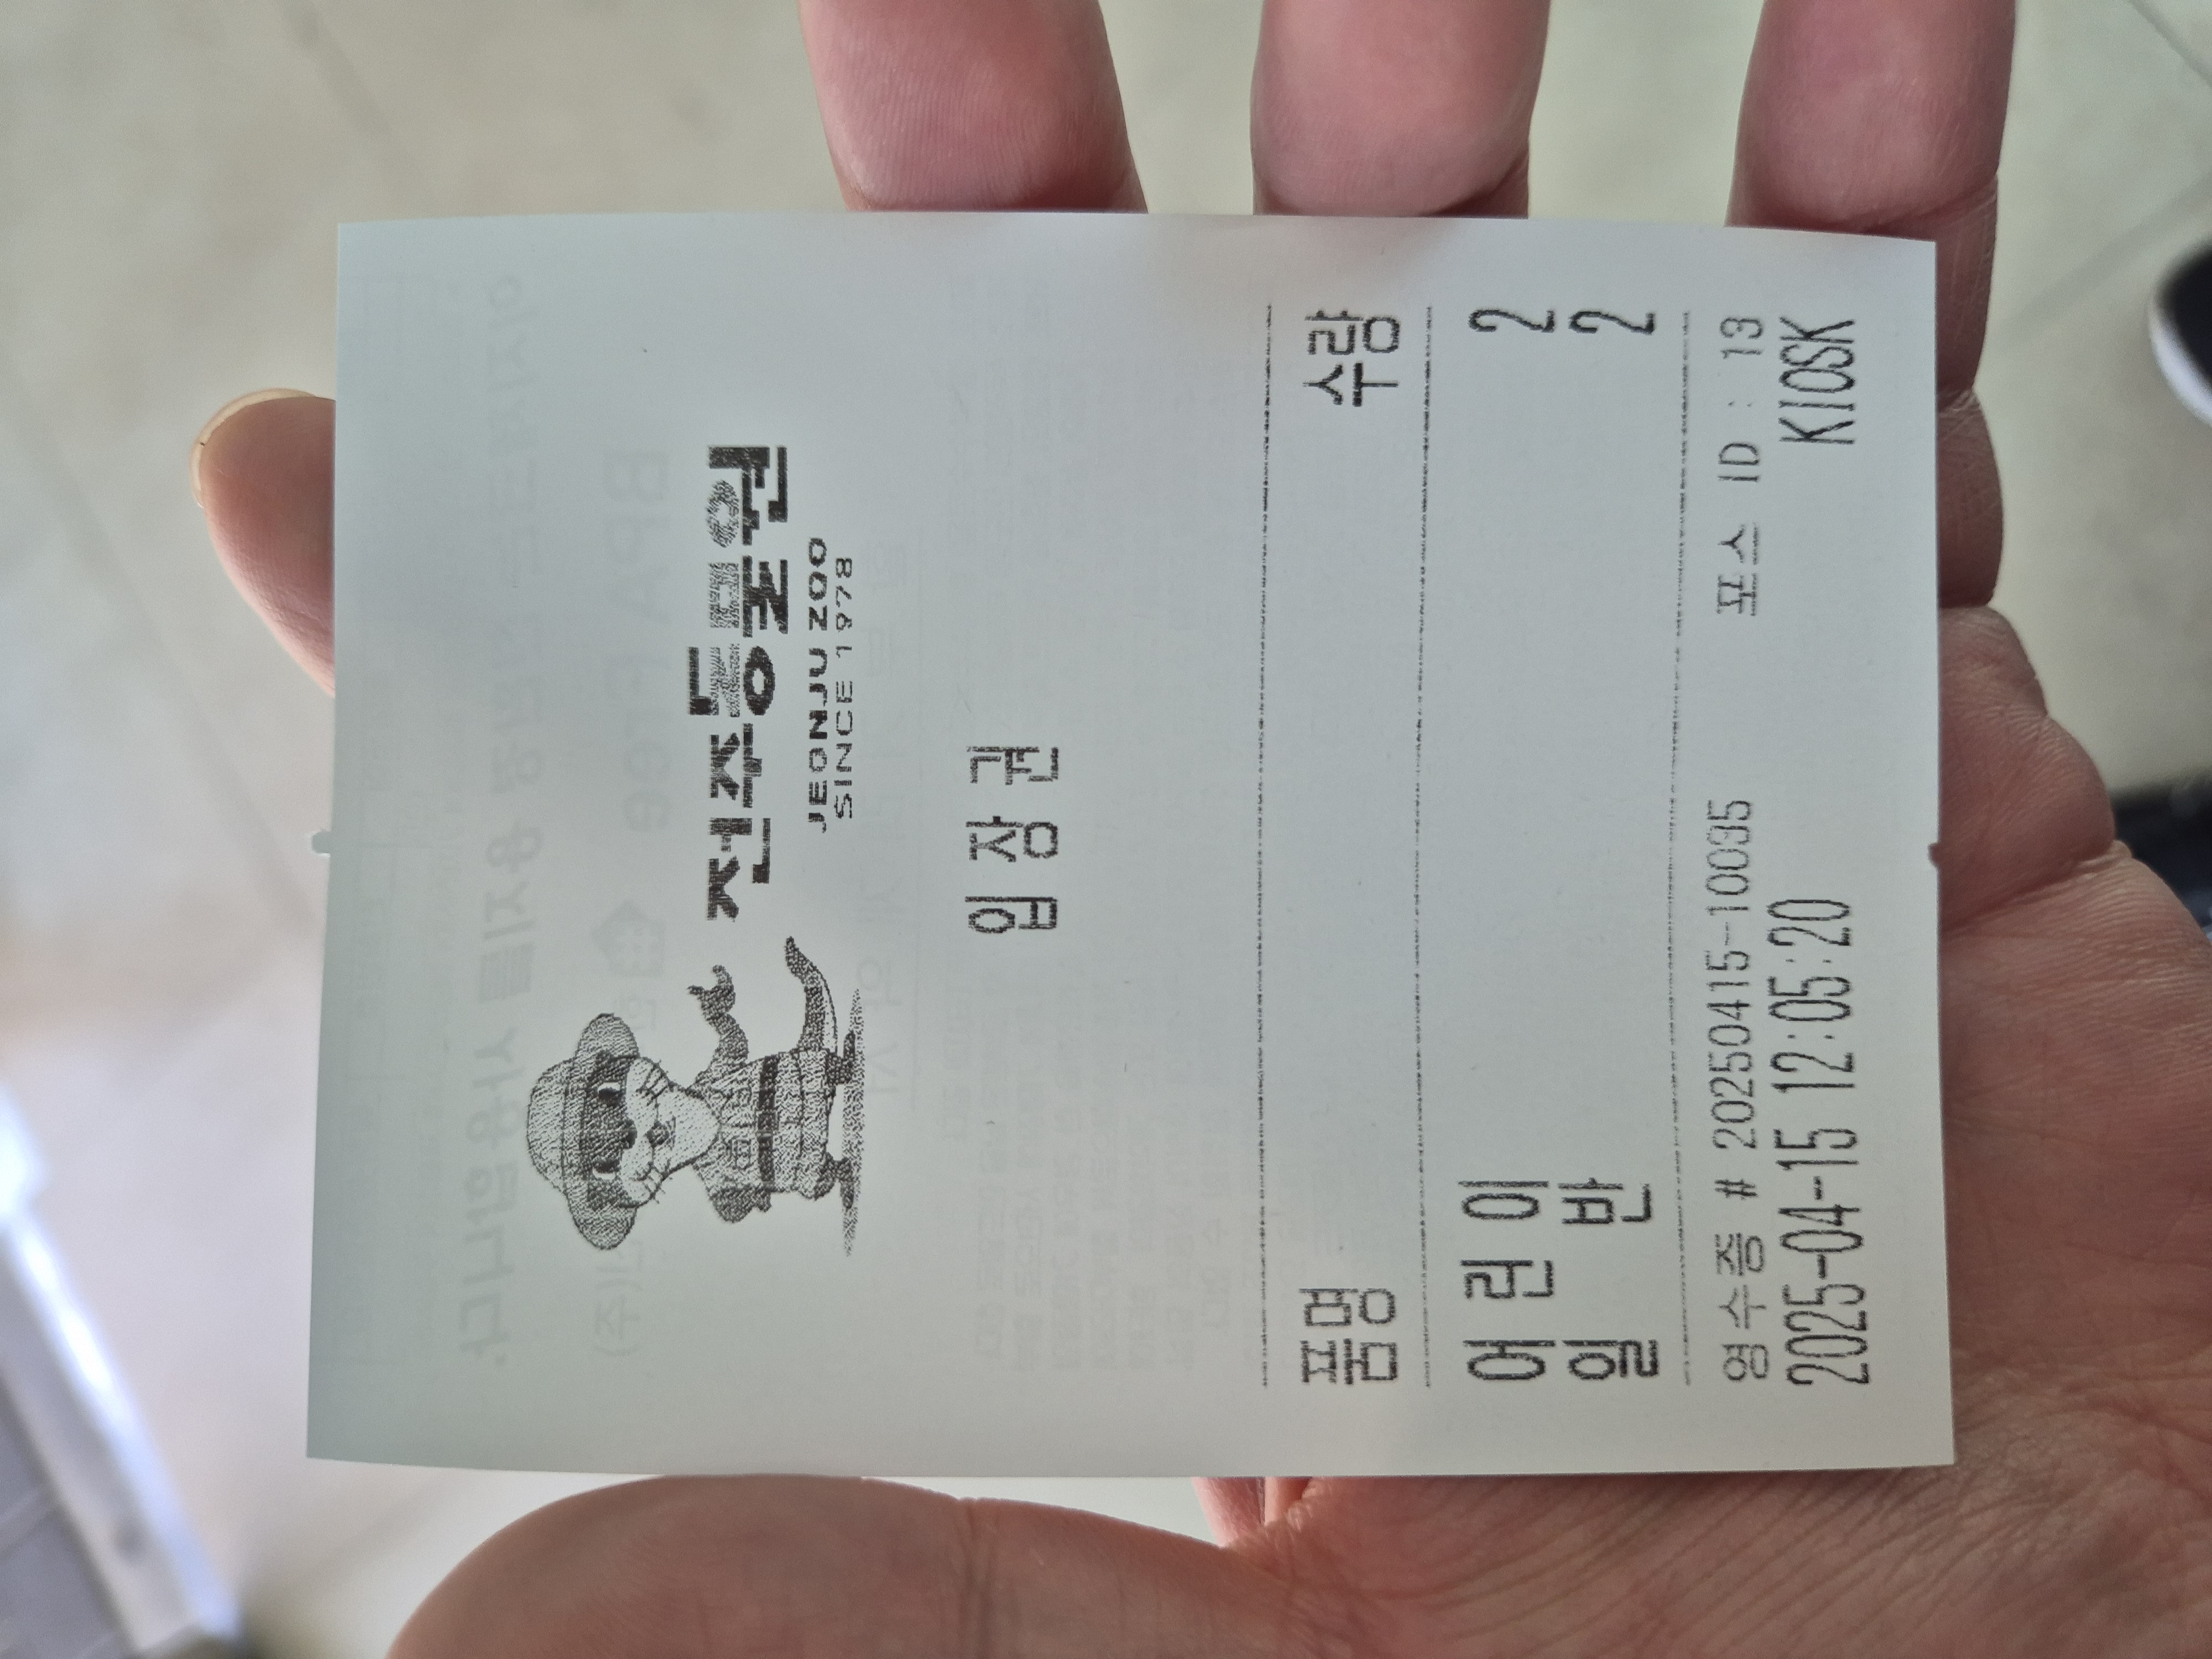 전주동물원
JEONJU ZOO
SINCE 1978
입 장 권
품명 수량
어 린 이 2
일 반 2
영수증 # 20250415-10095 포스 ID : 13
2025-04-15 12:05:20 KIOSK